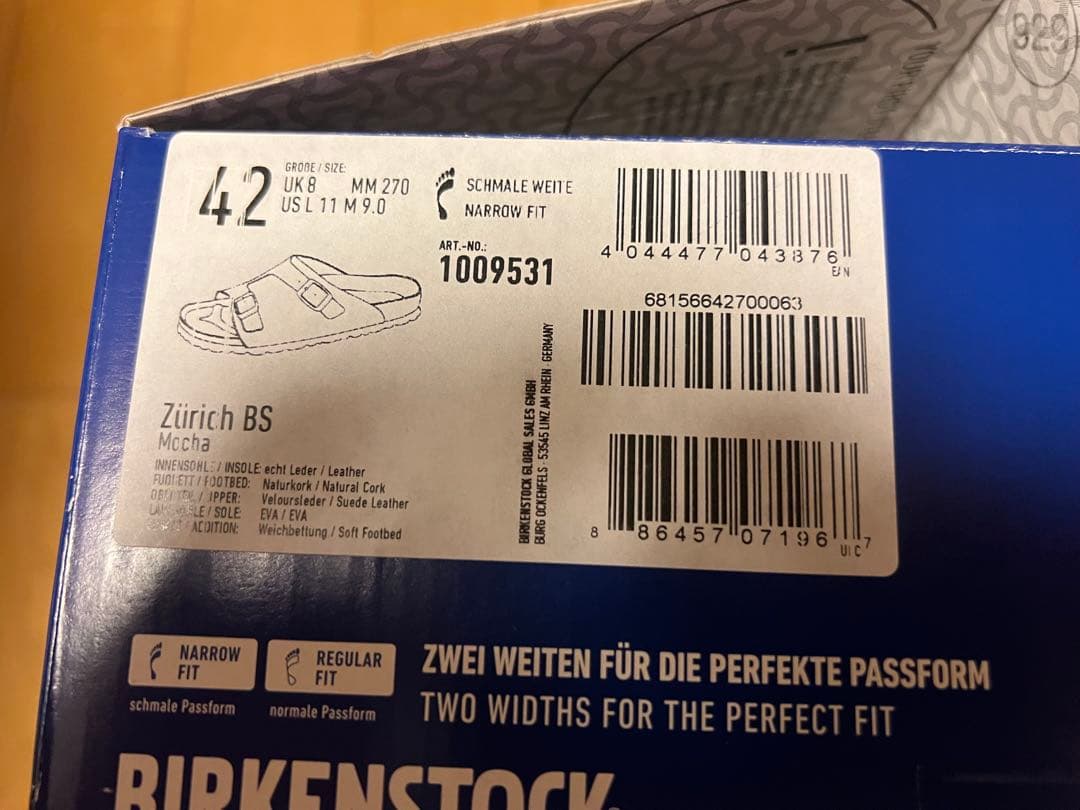 929
42
GRÖßE / SIZE:
UK 8 MM 270
US L 11 M 9.0
SCHMALE WEITE
NARROW FIT
ART.-NO.:
1009531
4 044477 043876
EAN
68156642700063
Zürich BS
Mocha
INNENSOHLE / INSOLE: echt Leder / Leather
FUßBETT / FOOTBED: Naturkork / Natural Cork
UPPER: Veloursleder / Suede Leather
SOLE: EVA / EVA
ADDITION: Weichbettung / Soft Footbed
BIRKENSTOCK GLOBAL SALES GMBH
BURG OCKENFELS · 53545 LINZ AM RHEIN · GERMANY
8 86457 07196 7
NARROW
FIT
schmale Passform
REGULAR
FIT
normale Passform
ZWEI WEITEN FÜR DIE PERFEKTE PASSFORM
TWO WIDTHS FOR THE PERFECT FIT
BIRKENSTOCK